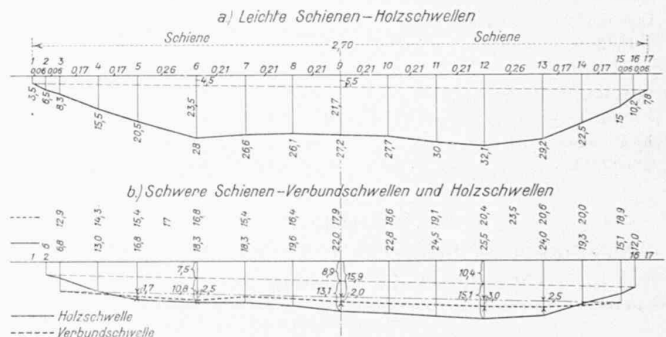 a.) Leichte Schienen-Holzschwellen
Schiene Schiene
2,70
1 2 3 4 5 6 7 8 9 10 11 12 13 14 15 16 17
0,06 0,06 0,17 0,17 0,26 0,21 0,21 0,21 0,21 0,21 0,21 0,26 0,17 0,17 0,06 0,06
4,5 5,5
3,5 6,5 8,3 15,5 20,5 23,5 28 26,6 26,1 21,7 27,2 27,7 30 32,1 29,2 22,5 15 10,2 7,8
b.) Schwere Schienen-Verbundschwellen und Holzschwellen
12,9 14,3 15,4 17 16,8 15,4 16,4 17,9 18,6 19,1 20,4 23,5 20,6 20,0 18,9
6 6,8 13,0 16,8 18,3 18,3 19,6 22,0 22,8 24,5 25,5 24,0 19,3 15,1 12,0
1 2 16 17
7,5 8,9 15,9 10,4
1,7 10,8 2,5 13,1 2,0 15,1 3,0 2,5
Holzschwelle
Verbundschwelle